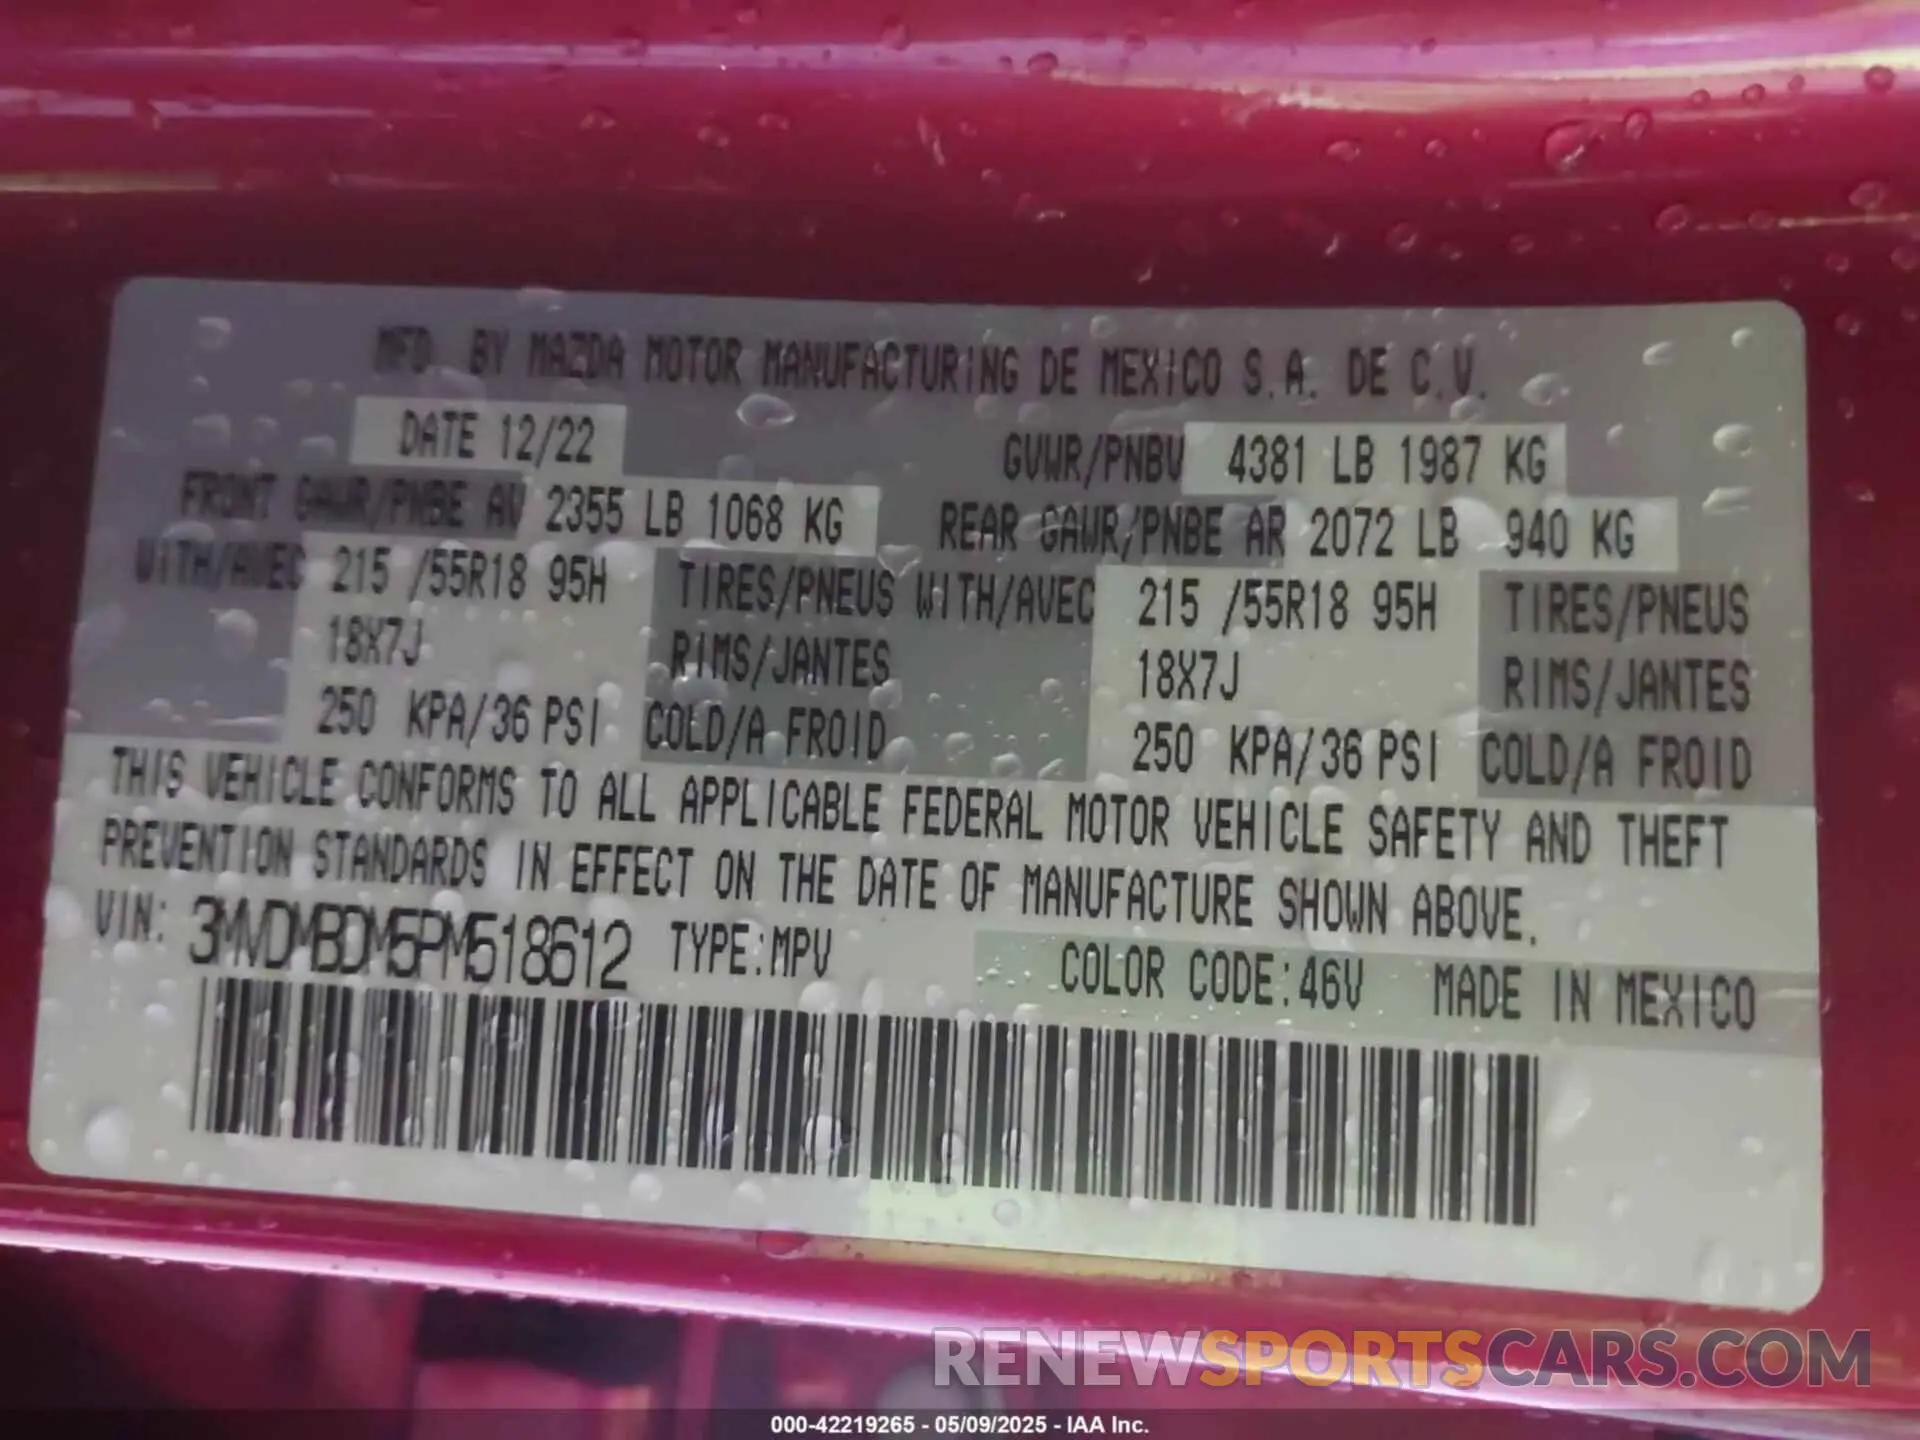 MFD. BY MAZDA MOTOR MANUFACTURING DE MEXICO S.A. DE C.V.
DATE 12/22 GVWR/PNBV 4381 LB 1987 KG
FRONT GAWR/PNBE AV 2355 LB 1068 KG REAR GAWR/PNBE AR 2072 LB 940 KG
WITH/AVEC 215 /55R18 95H TIRES/PNEUS WITH/AVEC 215 /55R18 95H TIRES/PNEUS
18X7J RIMS/JANTES 18X7J RIMS/JANTES
250 KPA/36 PSI COLD/A FROID 250 KPA/36 PSI COLD/A FROID
THIS VEHICLE CONFORMS TO ALL APPLICABLE FEDERAL MOTOR VEHICLE SAFETY AND THEFT
PREVENTION STANDARDS IN EFFECT ON THE DATE OF MANUFACTURE SHOWN ABOVE.
VIN: 3MVDMBDM5PM518612 TYPE:MPV COLOR CODE:46V MADE IN MEXICO
RENEWSPORTSCARS.COM
000-42219265 - 05/09/2025 - IAA Inc.